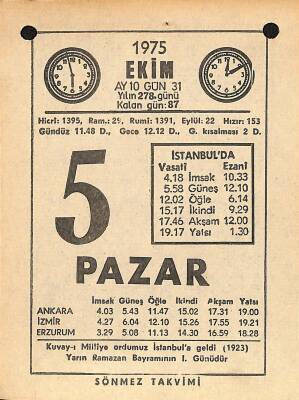 1975
EKİM
AY 10 GÜN 31
Yılın 278. günü
Kalan gün: 87
Hicrî: 1395, Ram.: 29, Rumî: 1391, Eylül: 22 Hızır: 153
Gündüz 11.48 D., Gece 12.12 D., G. kısalması 2 D.
5
İSTANBUL'DA
Vasatî Ezanî
4.18 İmsak 10.33
5.58 Güneş 12.10
12.02 Öğle 6.14
15.17 İkindi 9.29
17.46 Akşam 12.00
19.17 Yatsı 1.30
PAZAR
İmsak Güneş Öğle İkindi Akşam Yatsı
ANKARA 4.03 5.43 11.47 15.02 17.31 19.00
İZMİR 4.27 6.04 12.10 15.26 17.55 19.21
ERZURUM 3.29 5.08 11.13 14.30 16.59 18.28
Kuvay-ı Milliye ordumuz İstanbul'a geldi (1923)
Yarın Ramazan Bayramının I. Günüdür
SÖNMEZ TAKVİMİ